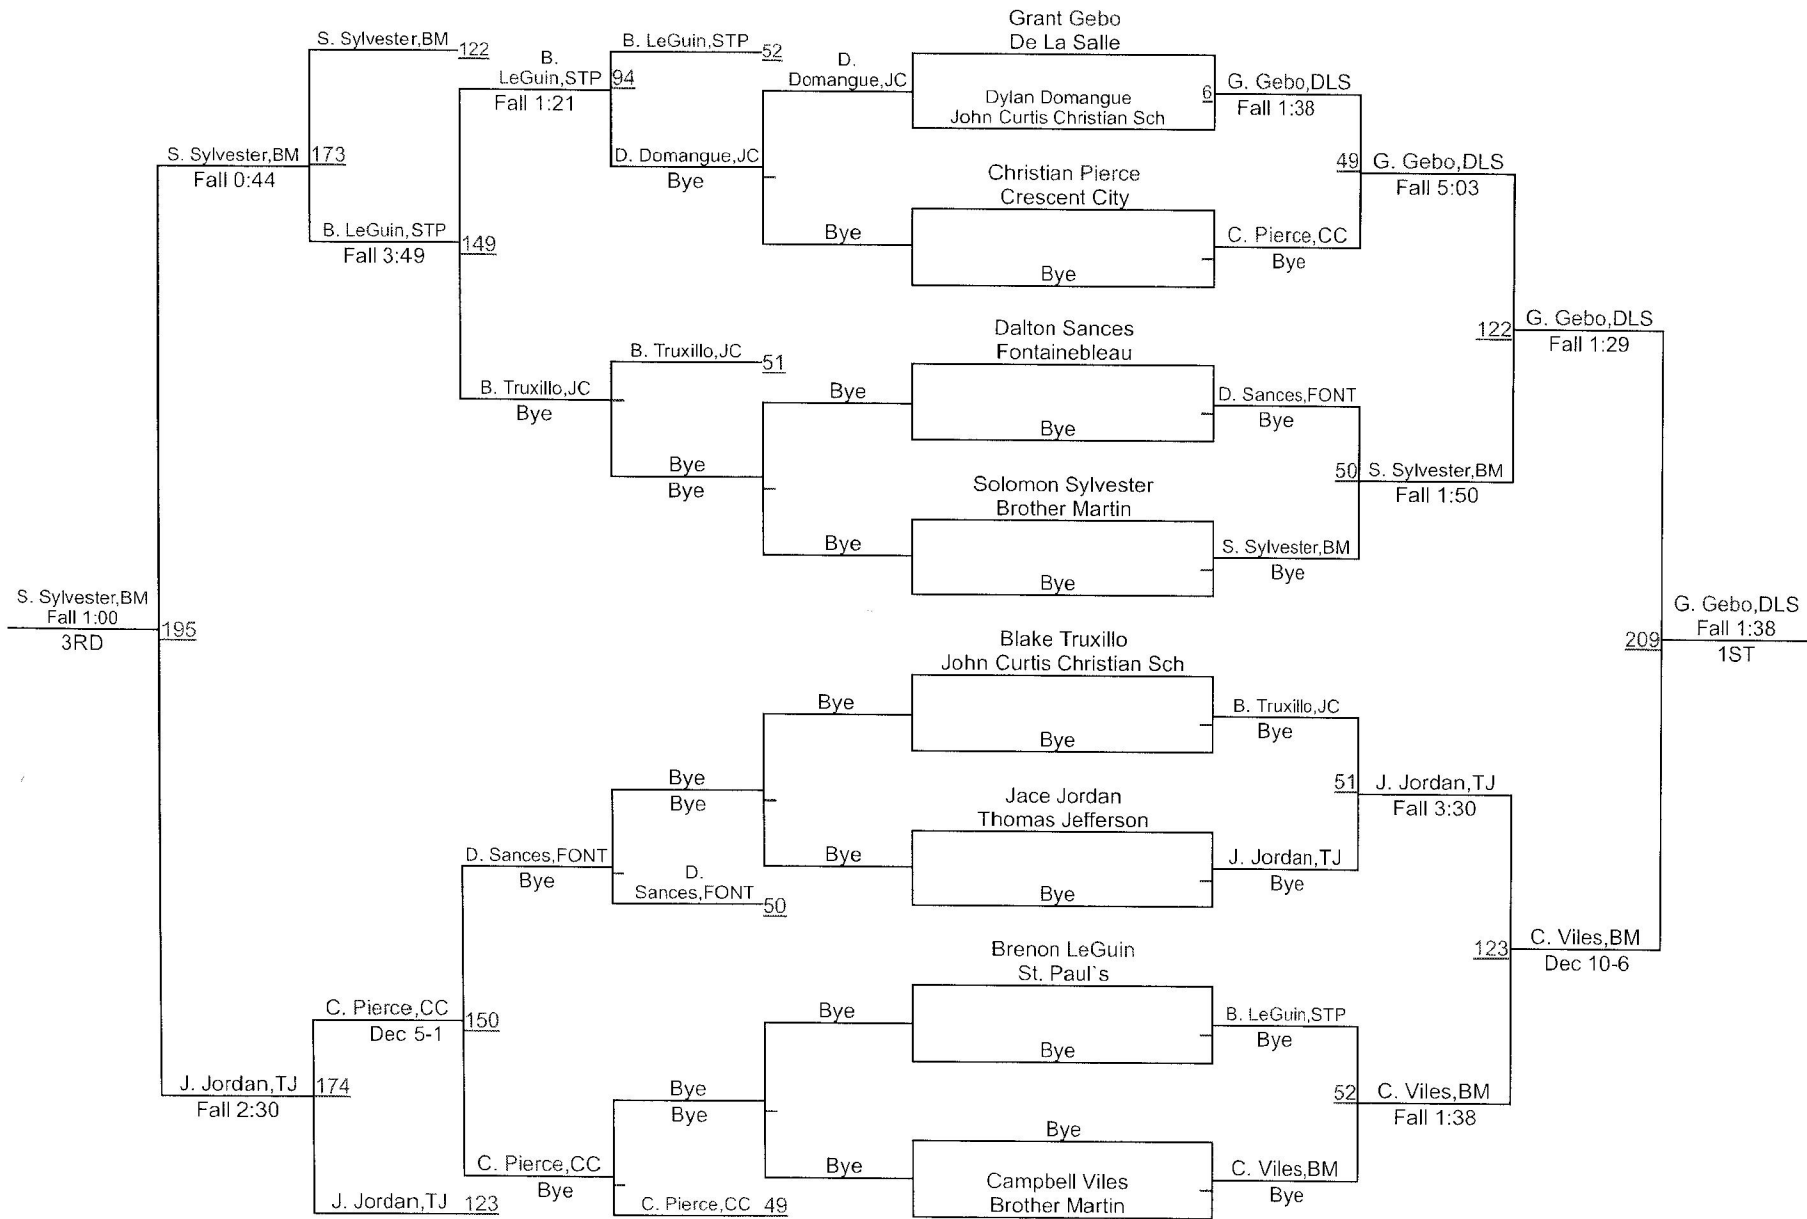 Grant Gebo
De La Salle
S. Sylvester,BM
122
B.
LeGuin,STP
94
Fall 1:21
B. LeGuin,STP
52
D.
Domangue,JC
Dylan Domangue
John Curtis Christian Sch
6
G. Gebo,DLS
Fall 1:38
S. Sylvester,BM
173
Fall 0:44
D. Domangue,JC
Bye
Christian Pierce
Crescent City
49
G. Gebo,DLS
Fall 5:03
B. LeGuin,STP
149
Fall 3:49
Bye
Bye
C. Pierce,CC
Bye
Dalton Sances
Fontainebleau
122
G. Gebo,DLS
Fall 1:29
B. Truxillo,JC
51
B. Truxillo,JC
Bye
Bye
Bye
D. Sances,FONT
Bye
Bye
Bye
Solomon Sylvester
Brother Martin
50
S. Sylvester,BM
Fall 1:50
Bye
Bye
S. Sylvester,BM
Bye
S. Sylvester,BM
Fall 1:00
3RD
195
G. Gebo,DLS
Fall 1:38
1ST
209
Blake Truxillo
John Curtis Christian Sch
Bye
Bye
B. Truxillo,JC
Bye
Bye
Bye
Jace Jordan
Thomas Jefferson
51
J. Jordan,TJ
Fall 3:30
D. Sances,FONT
Bye
D.
Sances,FONT
50
Bye
Bye
J. Jordan,TJ
Bye
Brenon LeGuin
St. Paul`s
123
C. Viles,BM
Dec 10-6
C. Pierce,CC
150
Dec 5-1
Bye
Bye
B. LeGuin,STP
Bye
J. Jordan,TJ
174
Fall 2:30
Bye
Bye
52
C. Viles,BM
Fall 1:38
Bye
C. Pierce,CC
Bye
Bye
Campbell Viles
Brother Martin
C. Viles,BM
Bye
J. Jordan,TJ
123
C. Pierce,CC
49